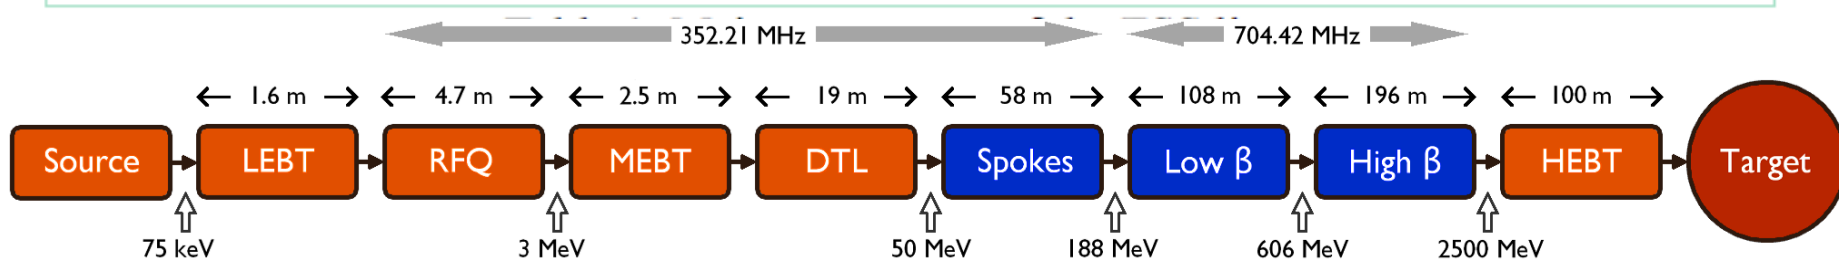 352.21 MHz 704.42 MHz
1.6 m 4.7 m 2.5 m 19 m 58 m 108 m 196 m 100 m
Source LEBT RFQ MEBT DTL Spokes Low β High β HEBT Target
75 keV 3 MeV 50 MeV 188 MeV 606 MeV 2500 MeV